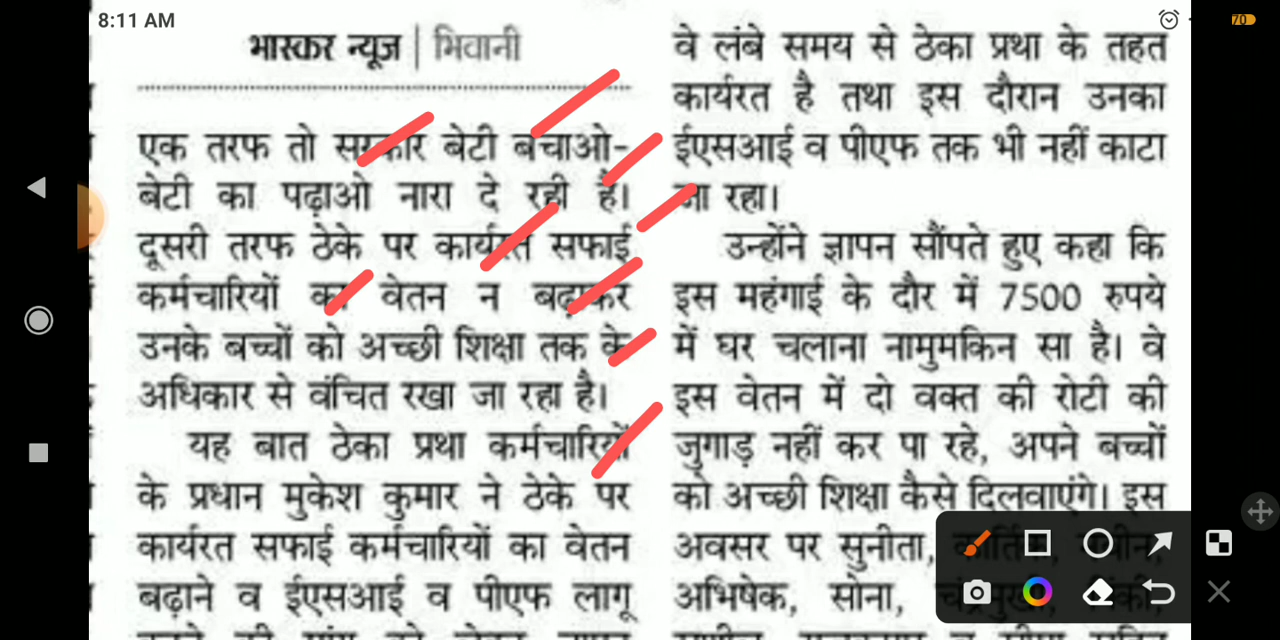 8:11 AM
70
भास्कर न्यूज | भिवानी
एक तरफ तो सरकार बेटी बचाओ-
बेटी का पढ़ाओ नारा दे रही है।
दूसरी तरफ ठेके पर कार्यरत सफाई
कर्मचारियों का वेतन न बढ़ाकर
उनके बच्चों को अच्छी शिक्षा तक के
अधिकार से वंचित रखा जा रहा है।
यह बात ठेका प्रथा कर्मचारियों
के प्रधान मुकेश कुमार ने ठेके पर
कार्यरत सफाई कर्मचारियों का वेतन
बढ़ाने व ईएसआई व पीएफ लागू
वे लंबे समय से ठेका प्रथा के तहत
कार्यरत है तथा इस दौरान उनका
ईएसआई व पीएफ तक भी नहीं काटा
जा रहा।
उन्होंने ज्ञापन सौंपते हुए कहा कि
इस महंगाई के दौर में 7500 रुपये
में घर चलाना नामुमकिन सा है। वे
इस वेतन में दो वक्त की रोटी की
जुगाड़ नहीं कर पा रहे, अपने बच्चों
को अच्छी शिक्षा कैसे दिलवाएंगे। इस
अवसर पर सुनीता,
अभिषेक, सोना,